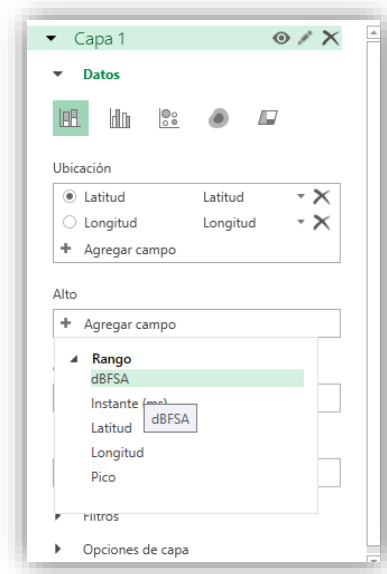 Capa 1
Datos
Ubicación
Latitud Latitud
Longitud Longitud
Agregar campo
Alto
Agregar campo
Rango
dBFSA
Instante (ms)
dBFSA
Latitud
Longitud
Pico
Filtros
Opciones de capa